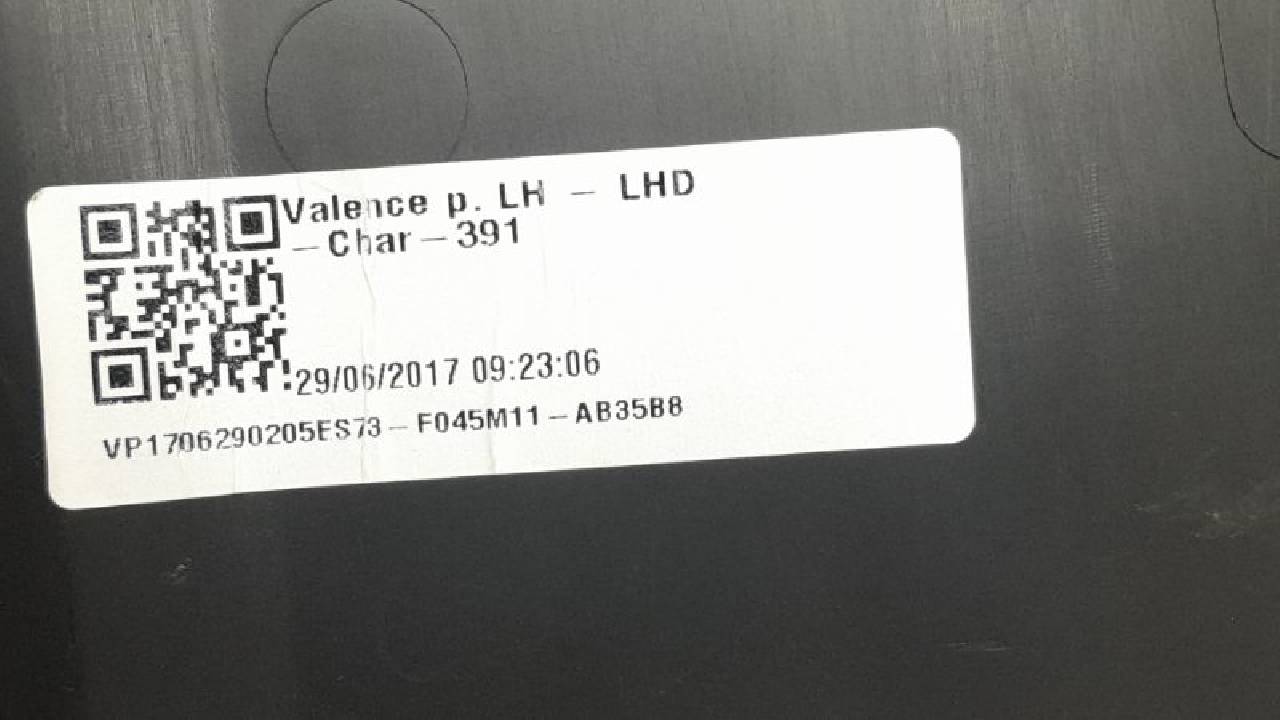 Valence p. LH - LHD
-Char-391
29/06/2017 09:23:06
VP1706290205ES73-F045M11-AB35B8